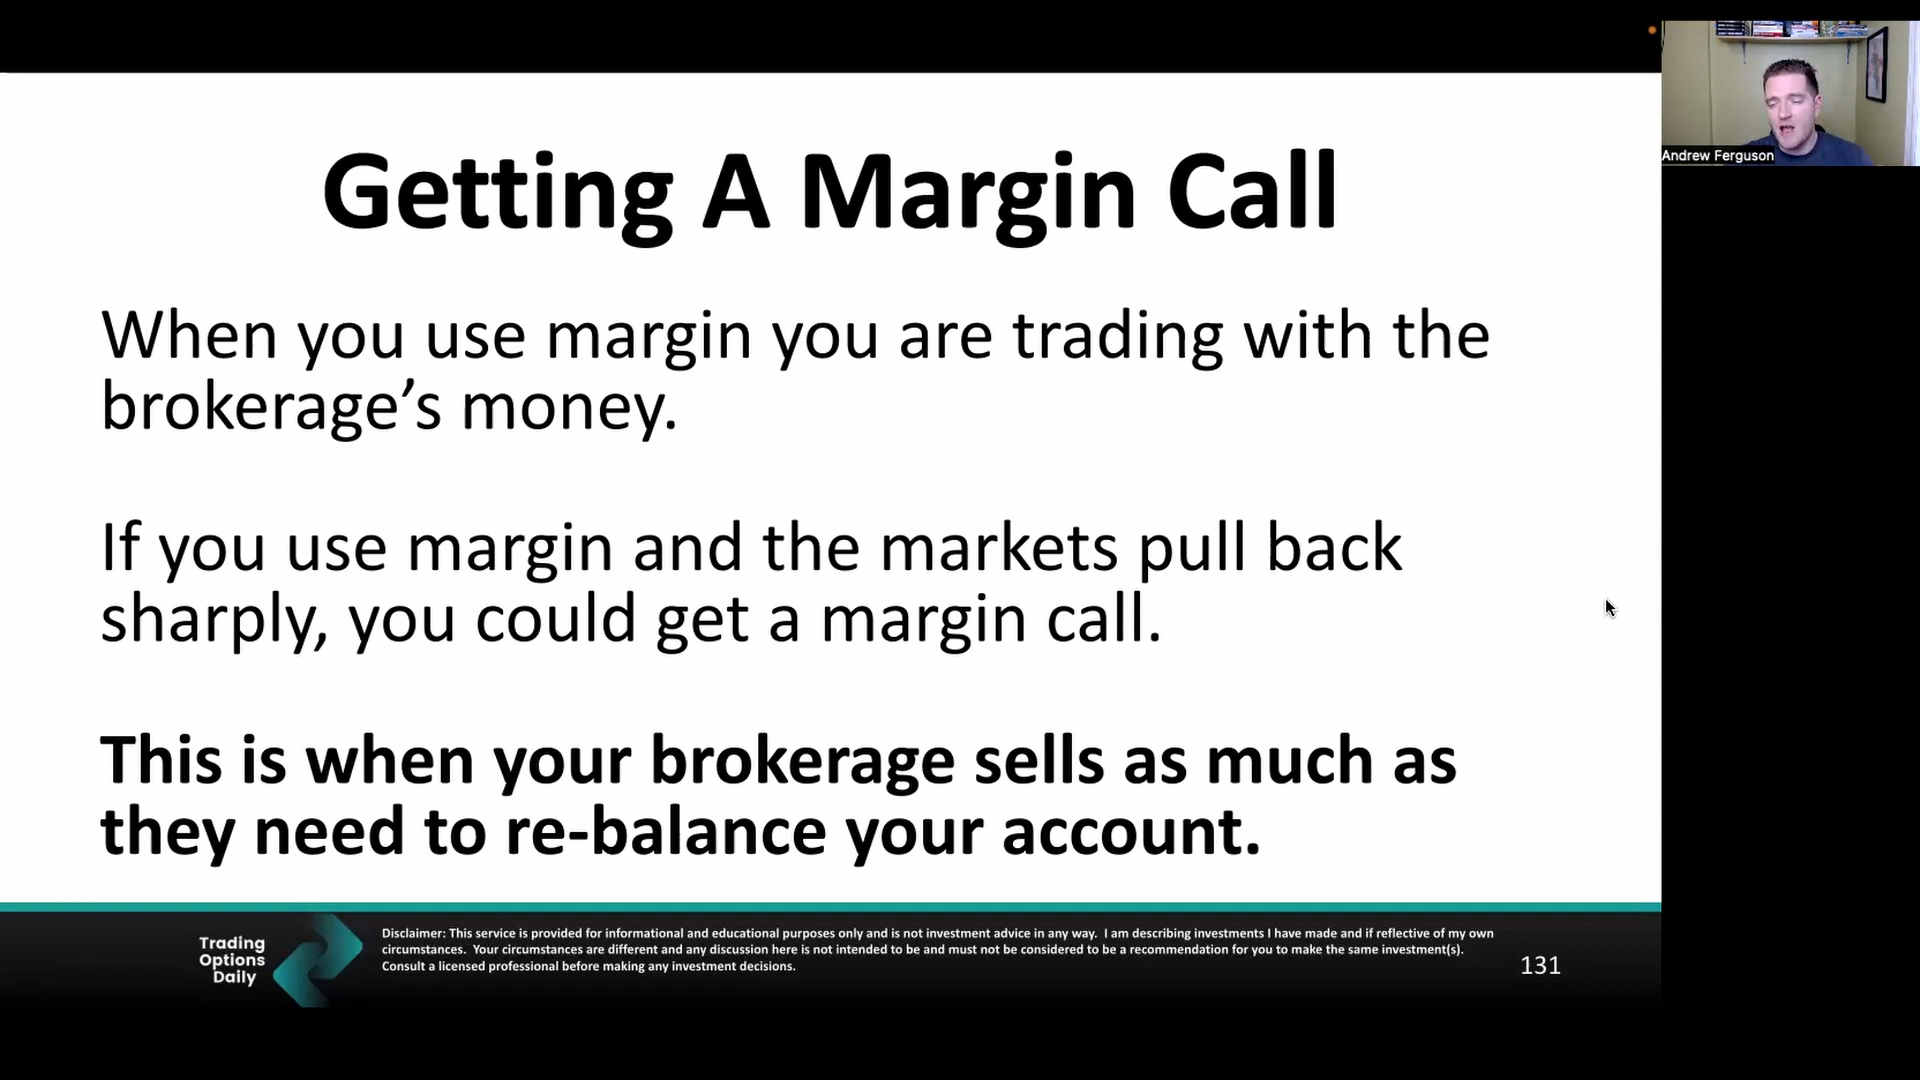 Getting A Margin Call
When you use margin you are trading with the
brokerage’s money.
If you use margin and the markets pull back
sharply, you could get a margin call.
This is when your brokerage sells as much as
they need to re-balance your account.
Trading
Options
Daily
Disclaimer: This service is provided for informational and educational purposes only and is not investment advice in any way.  I am describing investments I have made and if reflective of my own
circumstances.  Your circumstances are different and any discussion here is not intended to be and must not be considered to be a recommendation for you to make the same investment(s).
Consult a licensed professional before making any investment decisions.
131
Andrew Ferguson